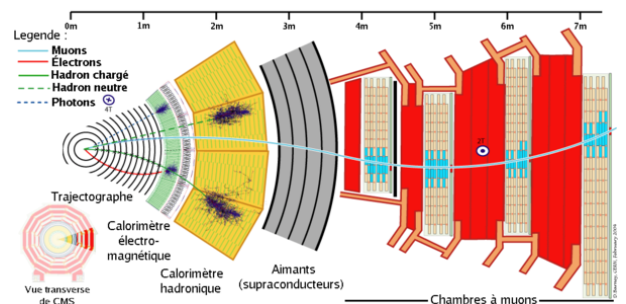 0m 1m 2m 3m 4m 5m 6m 7m
Legende :
Muons
Électrons
Hadron chargé
Hadron neutre
Photons
4T
2T
Trajectographe
Calorimètre
électro-
magnétique
Calorimètre
hadronique
Aimants
(supraconducteurs)
Chambres à muons
Vue transverse
de CMS